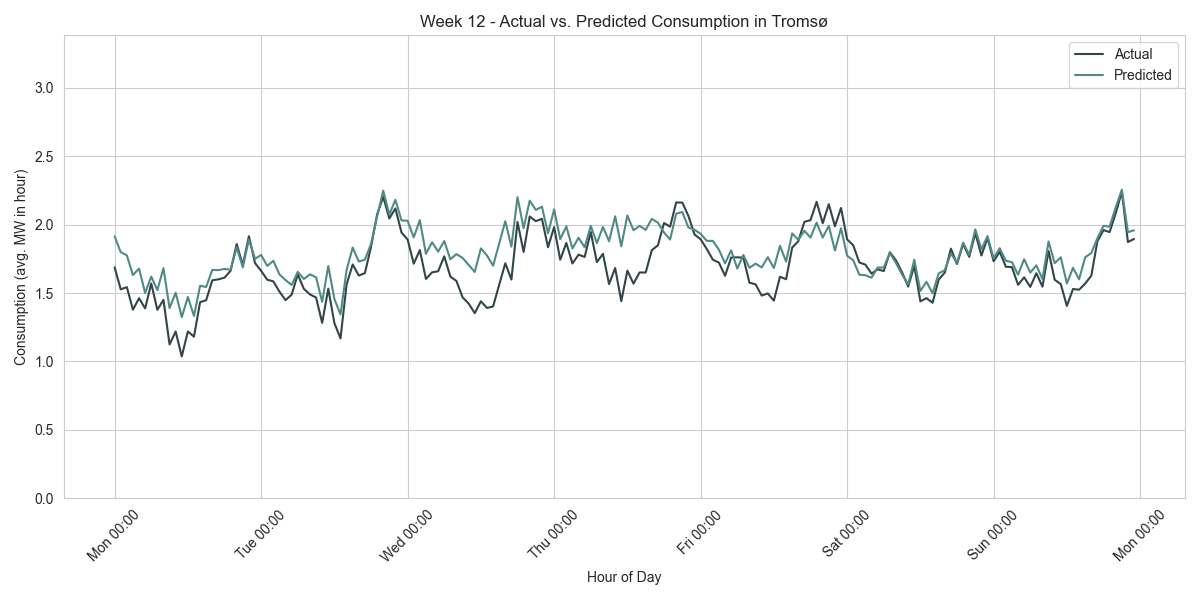 Week 12 - Actual vs. Predicted Consumption in Tromsø
Actual
Predicted
Consumption (avg. MW in hour)
3.0
2.5
2.0
1.5
1.0
0.5
0.0
Mon 00:00
Tue 00:00
Wed 00:00
Thu 00:00
Fri 00:00
Sat 00:00
Sun 00:00
Mon 00:00
Hour of Day